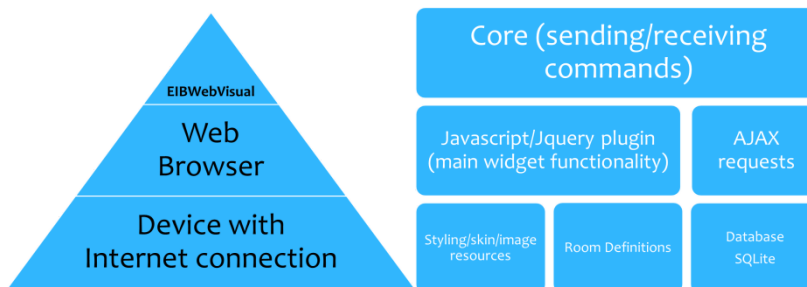 EIBWebVisual
Web
Browser
Device with
Internet connection
Core (sending/receiving
commands)
Javascript/Jquery plugin
(main widget functionality)
AJAX
requests
Styling/skin/image
resources
Room Definitions
Database
SQLite